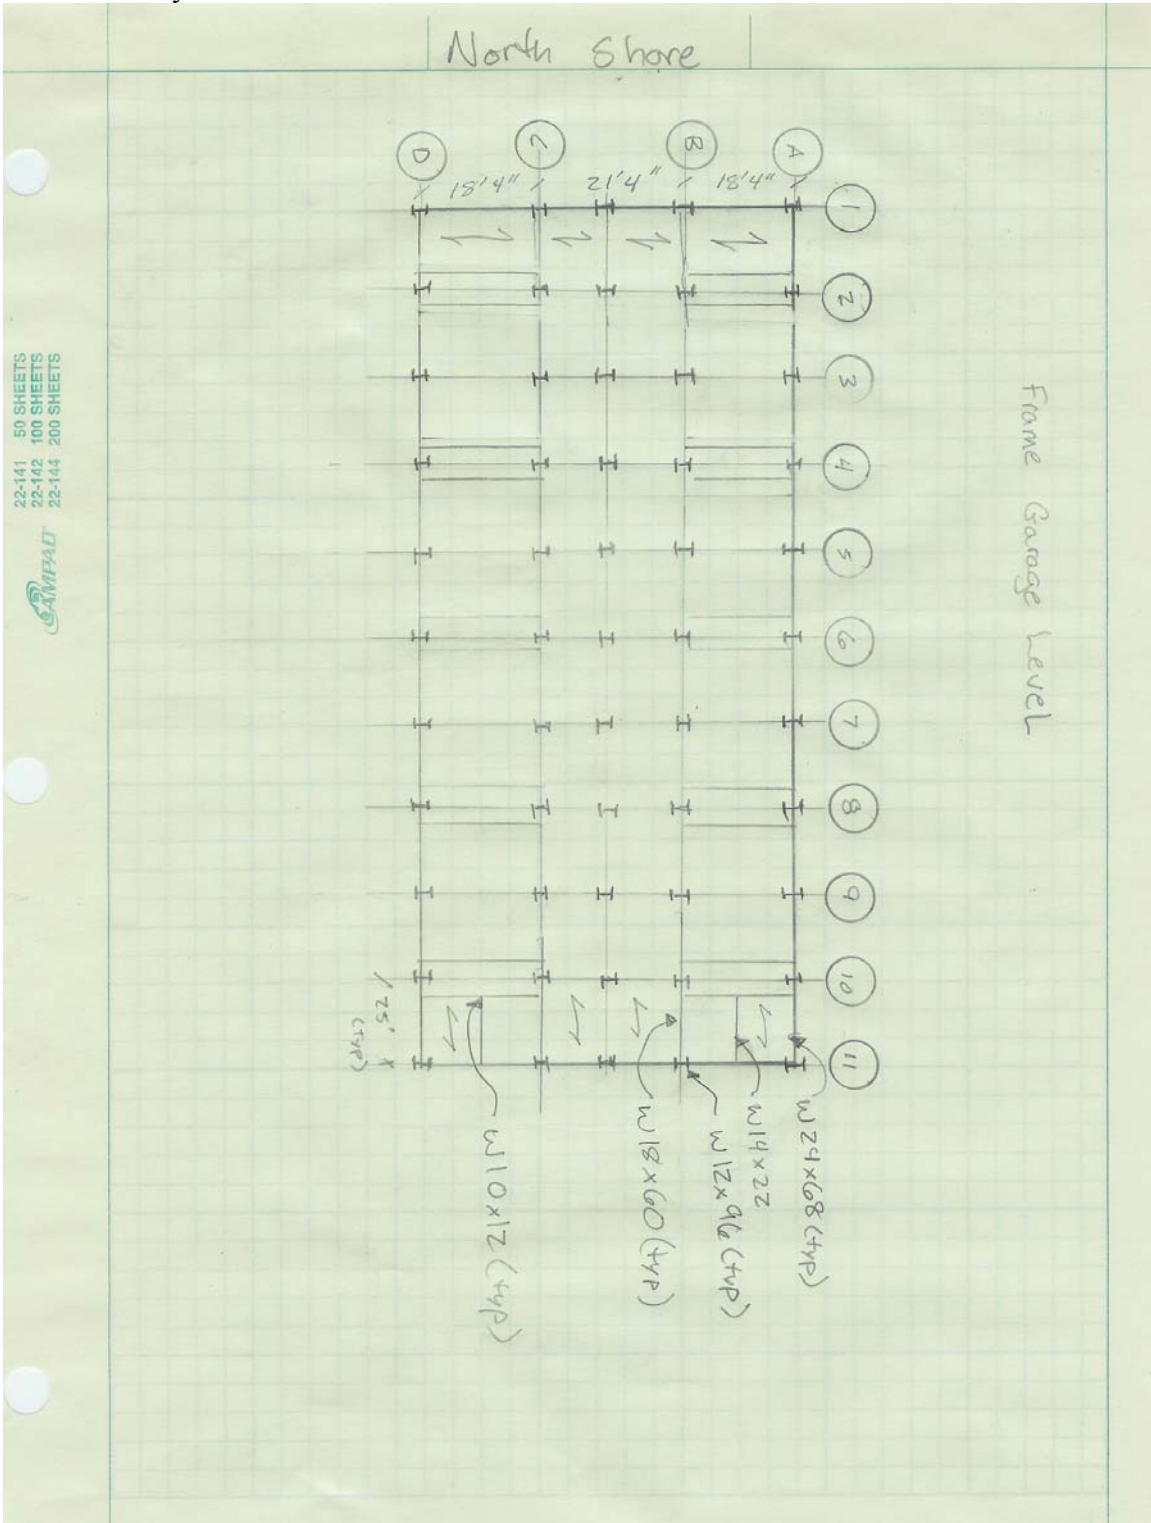 North Shore
Frame Garage Level
D
C
B
A
18'4"
21'4"
18'4"
1
2
3
4
5
6
7
8
9
10
11
25'
(typ)
W24x68 (typ)
W14x22
W12x96 (typ)
W18x60 (typ)
W10x12 (typ)
22-141 50 SHEETS
22-142 100 SHEETS
22-144 200 SHEETS
AMPAD